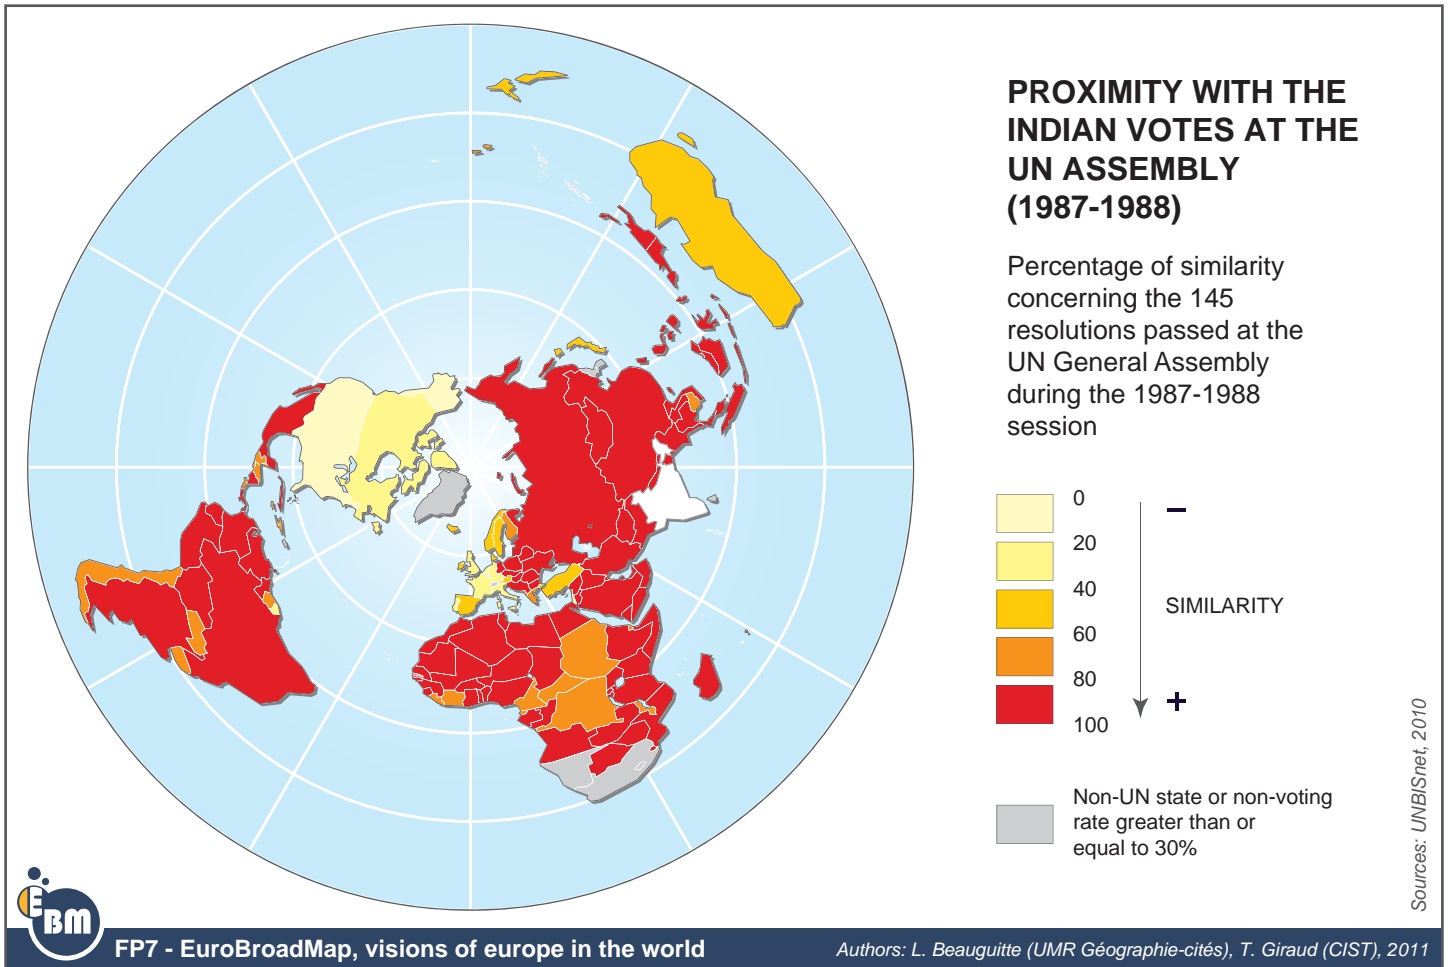 PROXIMITY WITH THE
INDIAN VOTES AT THE
UN ASSEMBLY
(1987-1988)
Percentage of similarity
concerning the 145
resolutions passed at the
UN General Assembly
during the 1987-1988
session
0
20
40
60
80
100
SIMILARITY
Non-UN state or non-voting
rate greater than or
equal to 30%
Sources: UNBISnet, 2010
EBM
FP7 - EuroBroadMap, visions of europe in the world
Authors: L. Beauguitte (UMR Géographie-cités), T. Giraud (CIST), 2011